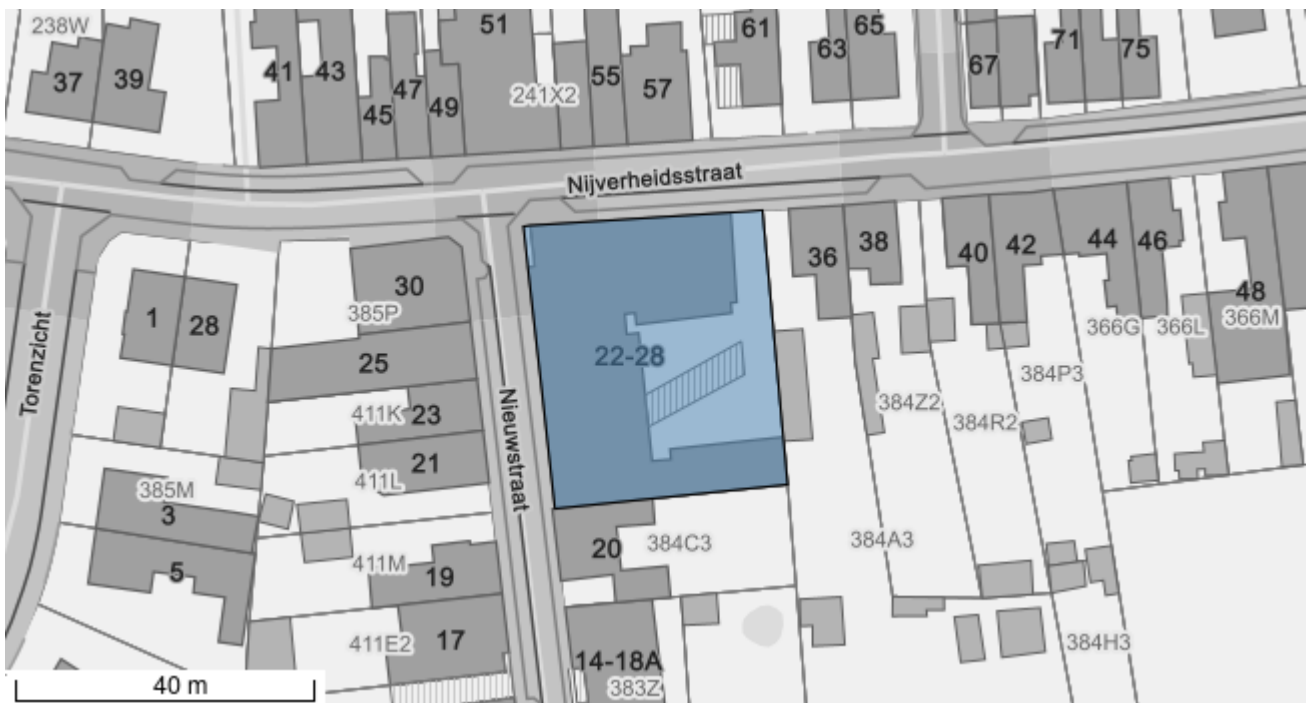 238W
37
39
41
43
45
47
49
51
241X2
55
57
61
63
65
67
71
75
Nijverheidsstraat
Torenzicht
1
28
30
385P
25
411K
23
21
411L
385M
3
5
411M
19
411E2
17
Nieuwstraat
22-28
20
384C3
14-18A
383Z
36
38
40
42
44
46
48
366G
366L
366M
384P3
384Z2
384R2
384A3
384H3
40 m